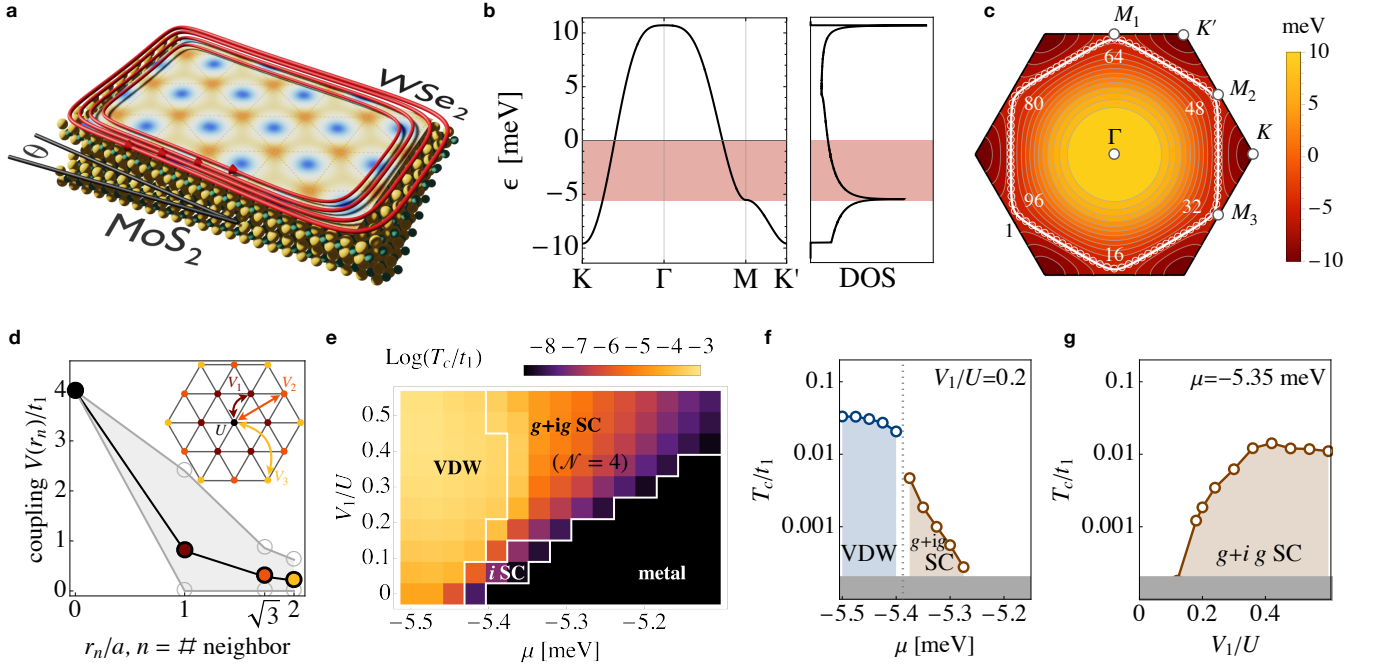 a
WSe2
θ
MoS2
b
ϵ [meV]
10
5
0
−5
−10
K Γ M K'
DOS
c
M1
K'
M2
K
M3
Γ
64
80
48
96
32
1
16
meV
10
5
0
−5
−10
d
coupling V(rn)/t1
4
3
2
1
0
0 1 √3 2
rn/a, n = # neighbor
V1
V2
U
V3
e
Log(Tc/t1)
−8 −7 −6 −5 −4 −3
V1/U
0.5
0.4
0.3
0.2
0.1
0
g+ig SC
(𝒩 = 4)
VDW
i SC
metal
−5.5 −5.4 −5.3 −5.2
μ [meV]
f
V1/U=0.2
Tc/t1
0.1
0.01
0.001
VDW
g+ig
SC
−5.5 −5.4 −5.3 −5.2
μ [meV]
g
μ=−5.35 meV
Tc/t1
0.1
0.01
0.001
g+i g SC
0 0.2 0.4 0.6
V1/U